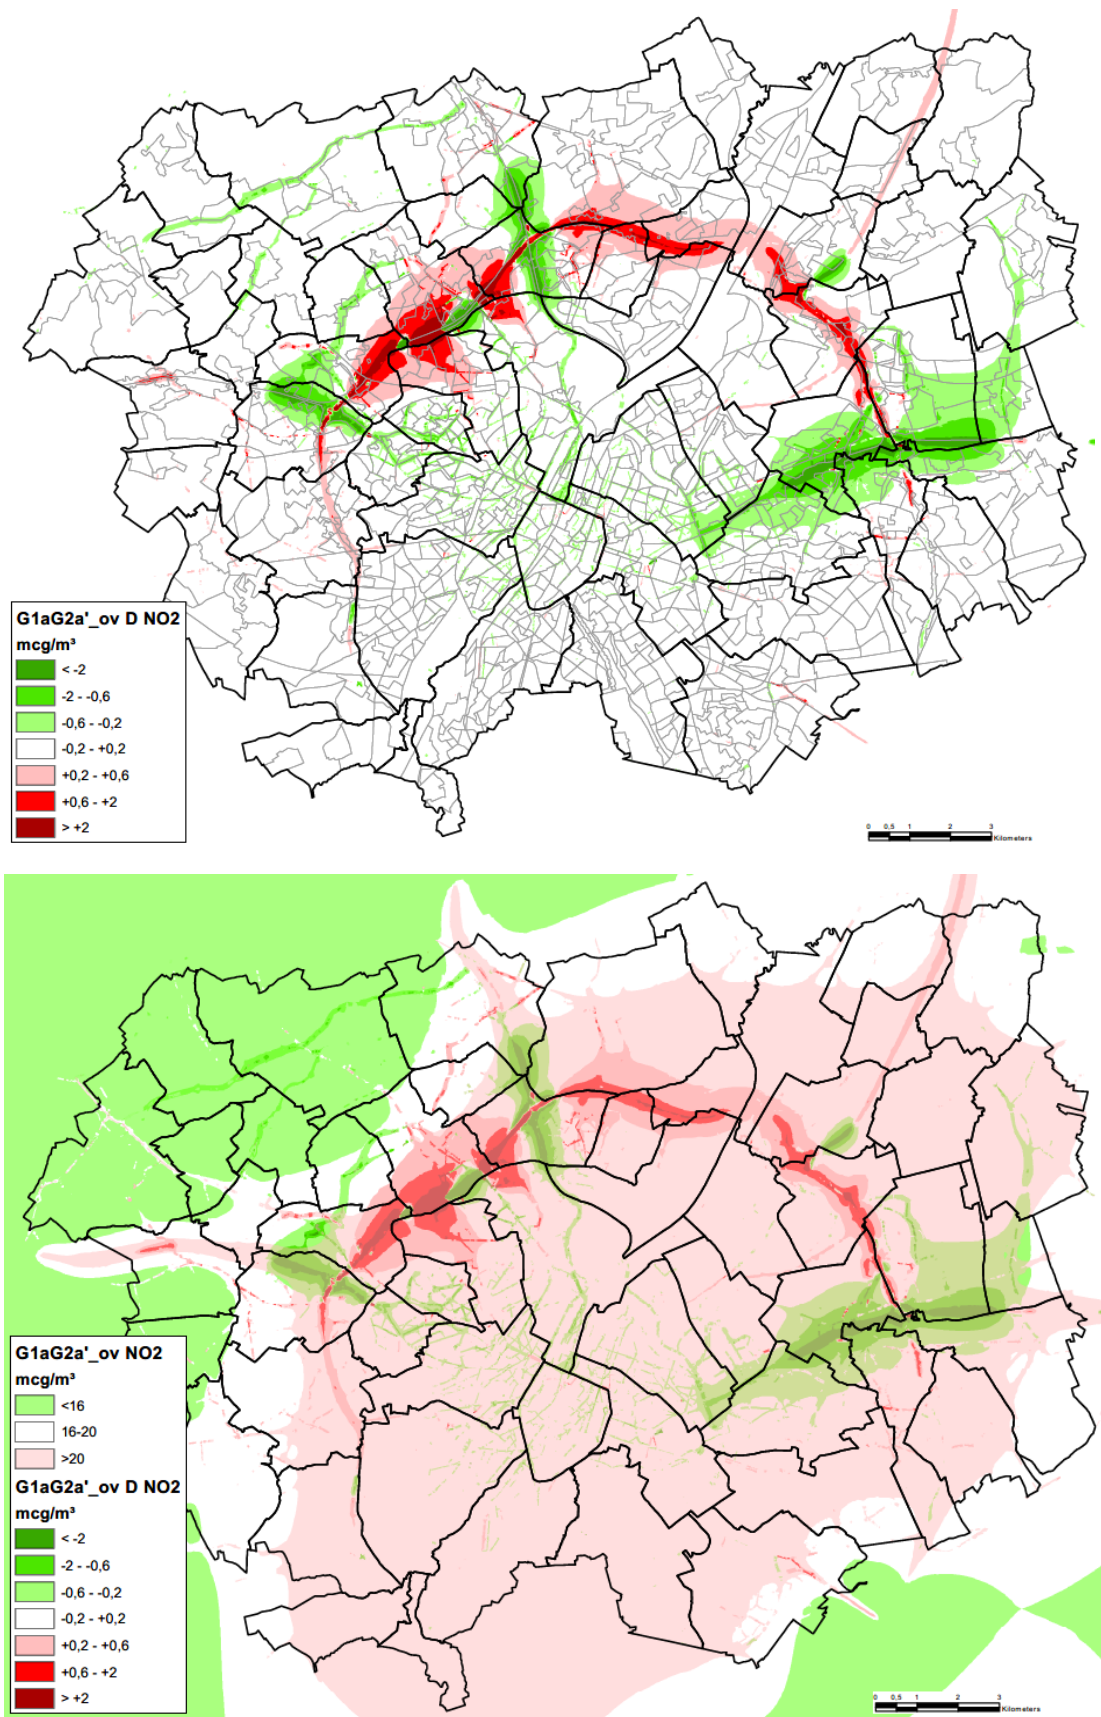 G1aG2a'_ov D NO2
mcg/m³
< -2
-2 - -0,6
-0,6 - -0,2
-0,2 - +0,2
+0,2 - +0,6
+0,6 - +2
> +2
0 0,5 1 2 3
Kilometers
G1aG2a'_ov NO2
mcg/m³
<16
16-20
>20
G1aG2a'_ov D NO2
mcg/m³
< -2
-2 - -0,6
-0,6 - -0,2
-0,2 - +0,2
+0,2 - +0,6
+0,6 - +2
> +2
0 0,5 1 2 3
Kilometers